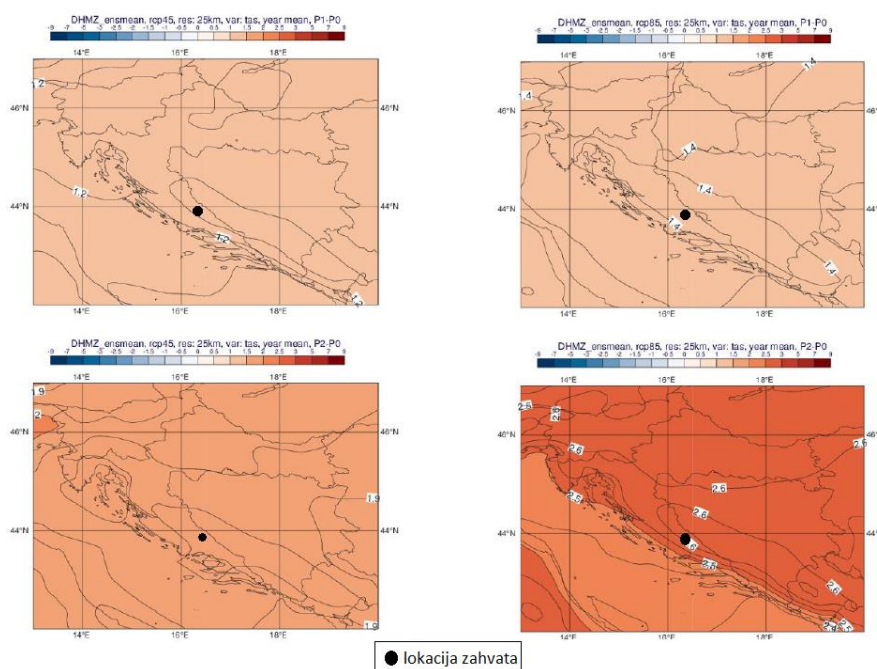 DHMZ_ensmean, rcp45, res: 25km, var: tas, year mean, P1-P0
-9 -7 -5 -3 -2.5 -2 -1.5 -1 -0.5 0 0.5 1 1.5 2 2.5 3 5 7 9
14°E 16°E 18°E
1.2
46°N 46°N
1.2
44°N 44°N
1.2
1.2
14°E 16°E 18°E
DHMZ_ensmean, rcp85, res: 25km, var: tas, year mean, P1-P0
-9 -7 -5 -3 -2.5 -2 -1.5 -1 -0.5 0 0.5 1 1.5 2 2.5 3 5 7 9
14°E 16°E 18°E
1.4
1.4
46°N 46°N
1.4
1.4
44°N 44°N
1.4
1.4
14°E 16°E 18°E
DHMZ_ensmean, rcp45, res: 25km, var: tas, year mean, P2-P0
-9 -7 -5 -3 -2.5 -2 -1.5 -1 -0.5 0 0.5 1 1.5 2 2.5 3 5 7 9
14°E 16°E 18°E
1.9
2
46°N 46°N
1.9
44°N 44°N
1.9
14°E 16°E 18°E
DHMZ_ensmean, rcp85, res: 25km, var: tas, year mean, P2-P0
-9 -7 -5 -3 -2.5 -2 -1.5 -1 -0.5 0 0.5 1 1.5 2 2.5 3 5 7 9
14°E 16°E 18°E
2.5
2.6
46°N 46°N
2.6 2.6
2.5 2.6
2.6
44°N 44°N
2.5
2.6
2.4 2.5
14°E 16°E 18°E
lokacija zahvata